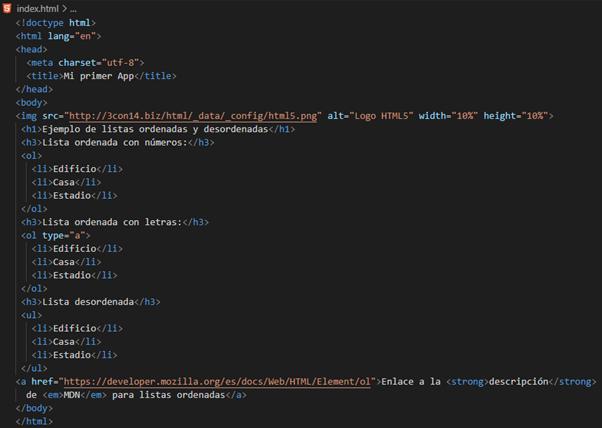 index.html > ...
<!doctype html>
<html lang="en">
<head>
<meta charset="utf-8">
<title>Mi primer App</title>
</head>
<body>
<img src="http://3con14.biz/html/_data/_config/html5.png" alt="Logo HTML5" width="10%" height="10%">
<h1>Ejemplo de listas ordenadas y desordenadas</h1>
<h3>Lista ordenada con números:</h3>
<ol>
<li>Edificio</li>
<li>Casa</li>
<li>Estadio</li>
</ol>
<h3>Lista ordenada con letras:</h3>
<ol type="a">
<li>Edificio</li>
<li>Casa</li>
<li>Estadio</li>
</ol>
<h3>Lista desordenada</h3>
<ul>
<li>Edificio</li>
<li>Casa</li>
<li>Estadio</li>
</ul>
<a href="https://developer.mozilla.org/es/docs/Web/HTML/Element/ol">Enlace a la <strong>descripción</strong>
de <em>MDN</em> para listas ordenadas</a>
</body>
</html>